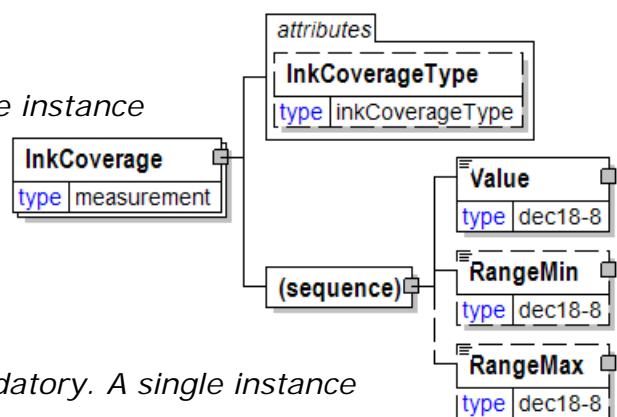 attributes
InkCoverageType
type inkCoverageType
e instance
InkCoverage
type measurement
Value
type dec18-8
(sequence)
RangeMin
type dec18-8
RangeMax
type dec18-8
datory. A single instance